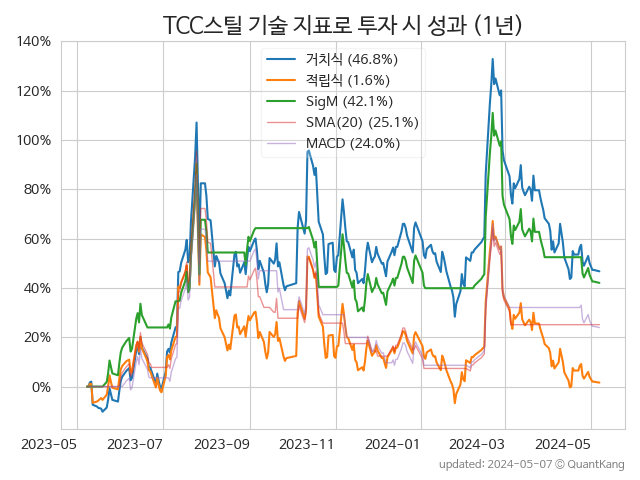 TCC스틸 기술 지표로 투자 시 성과 (1년)
140%
120%
100%
80%
60%
40%
20%
0%
거치식 (46.8%)
적립식 (1.6%)
SigM (42.1%)
SMA(20) (25.1%)
MACD (24.0%)
2023-05 2023-07 2023-09 2023-11 2024-01 2024-03 2024-05
updated: 2024-05-07 © QuantKang